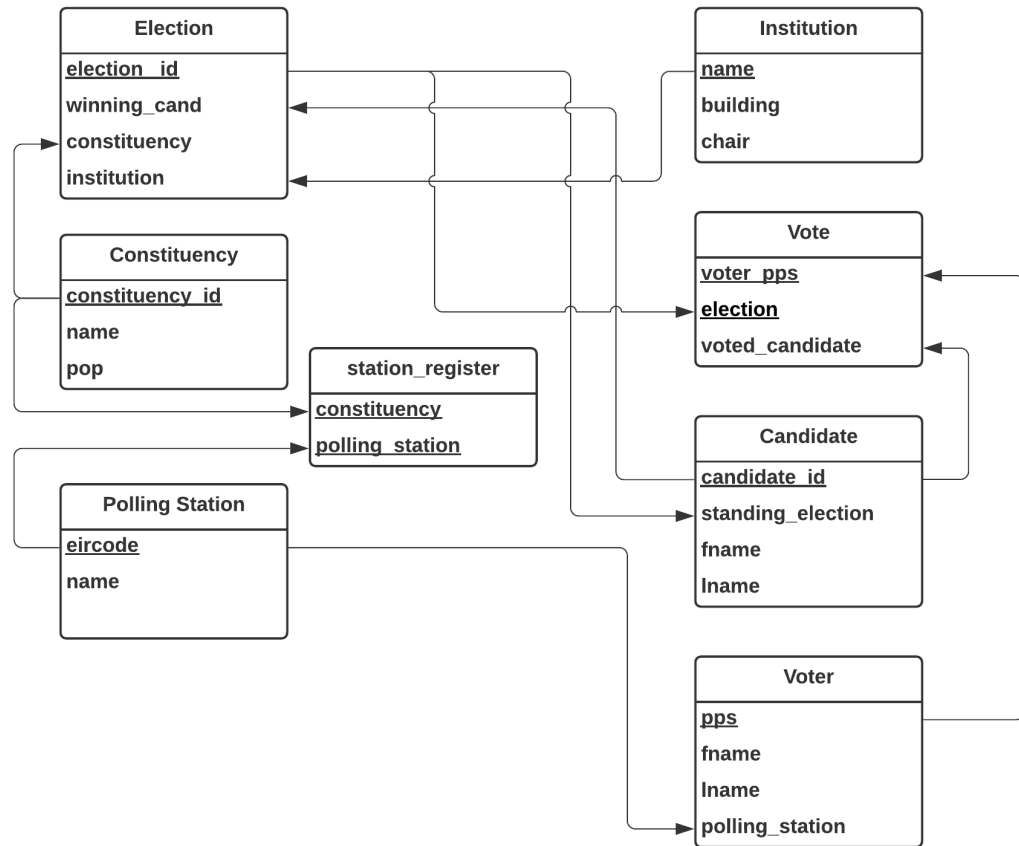 Election
election_id
winning_cand
constituency
institution
Institution
name
building
chair
Constituency
constituency_id
name
pop
Vote
voter_pps
election
voted_candidate
station_register
constituency
polling_station
Candidate
candidate_id
standing_election
fname
lname
Polling Station
eircode
name
Voter
pps
fname
lname
polling_station